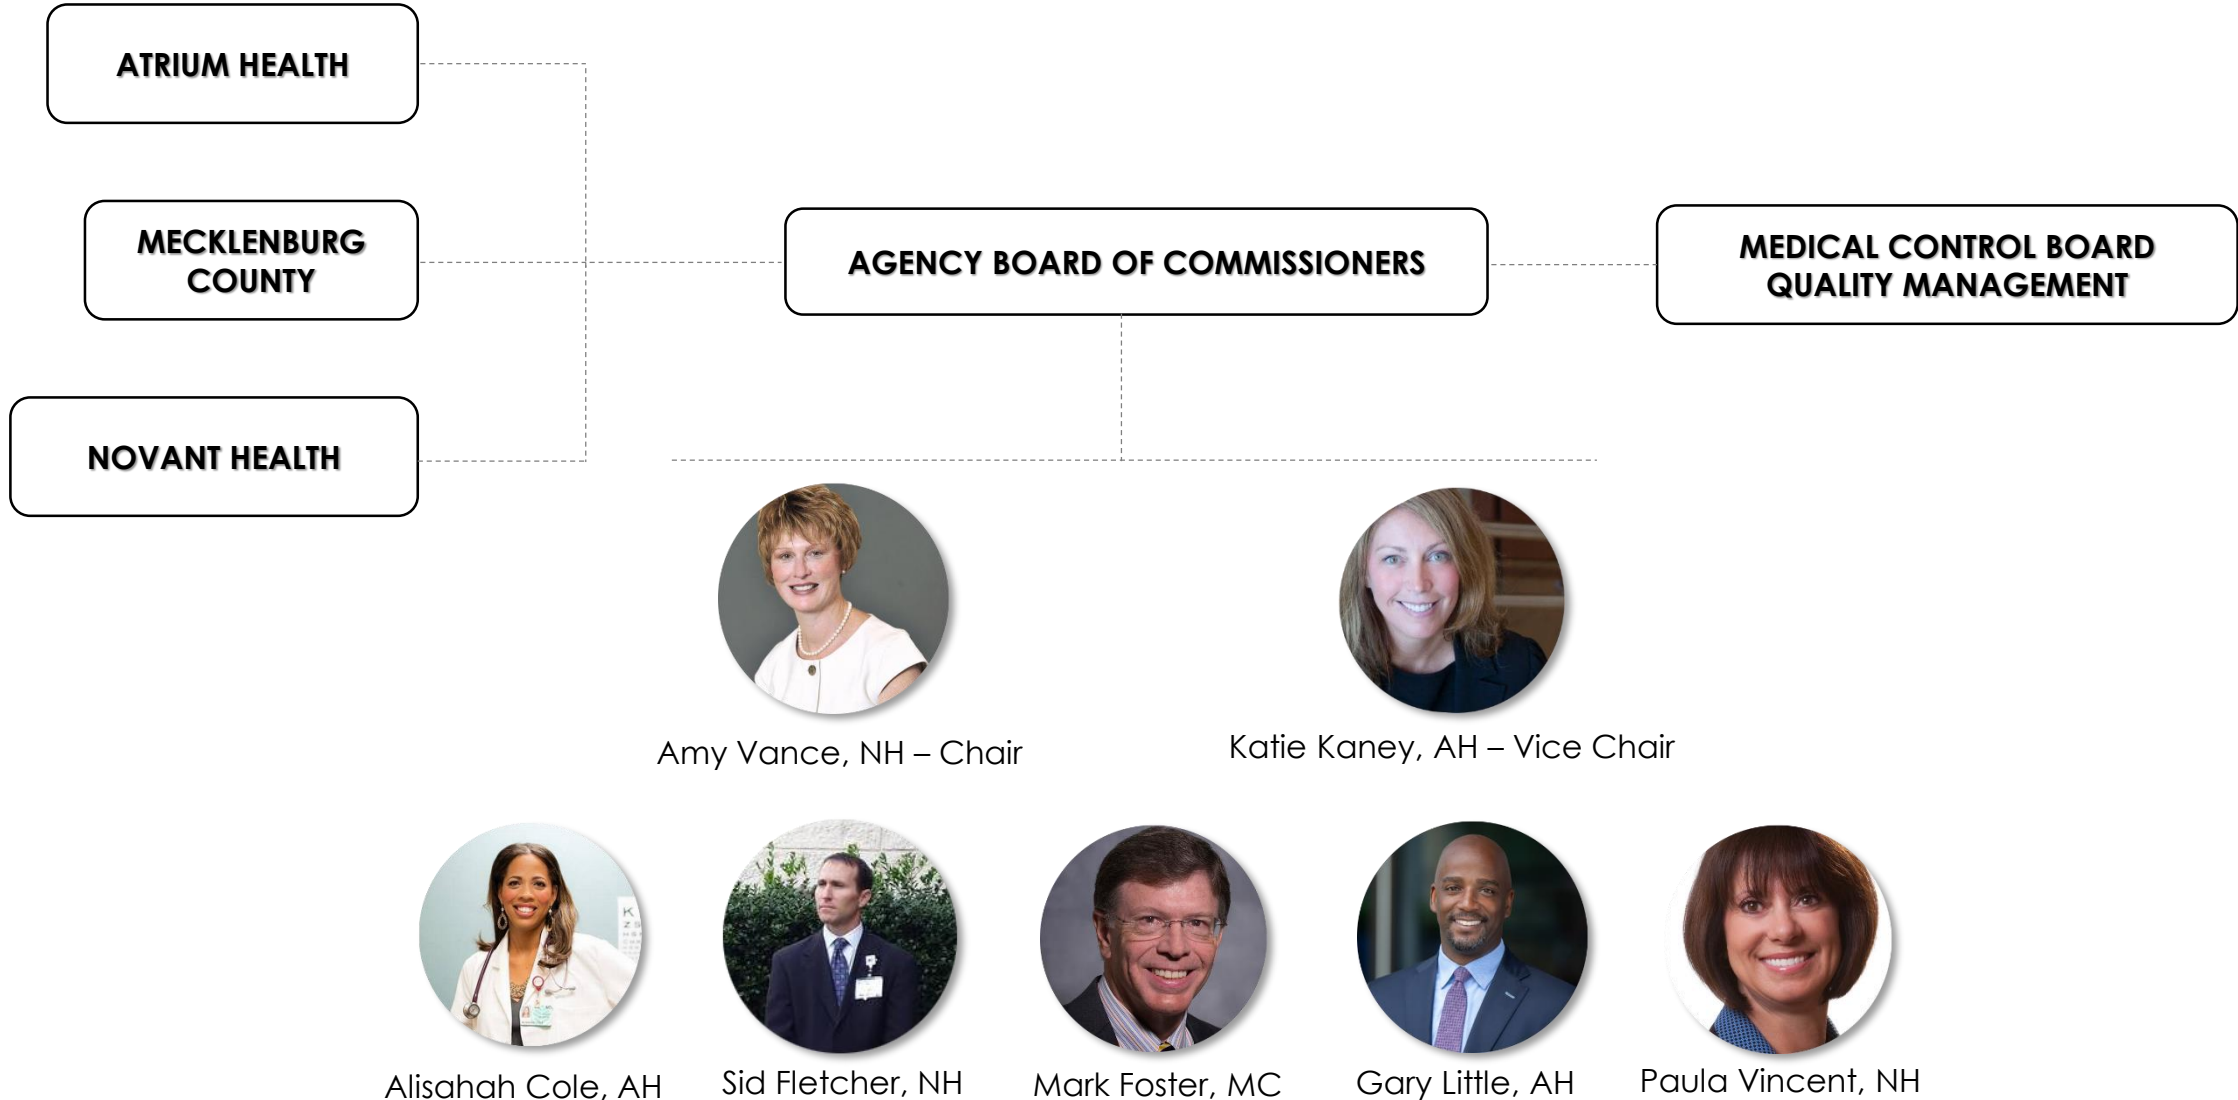 ATRIUM HEALTH
MECKLENBURG
COUNTY
NOVANT HEALTH
AGENCY BOARD OF COMMISSIONERS
MEDICAL CONTROL BOARD
QUALITY MANAGEMENT
Amy Vance, NH – Chair
Katie Kaney, AH – Vice Chair
K
Z S
Alisahah Cole, AH
Sid Fletcher, NH
Mark Foster, MC
Gary Little, AH
Paula Vincent, NH